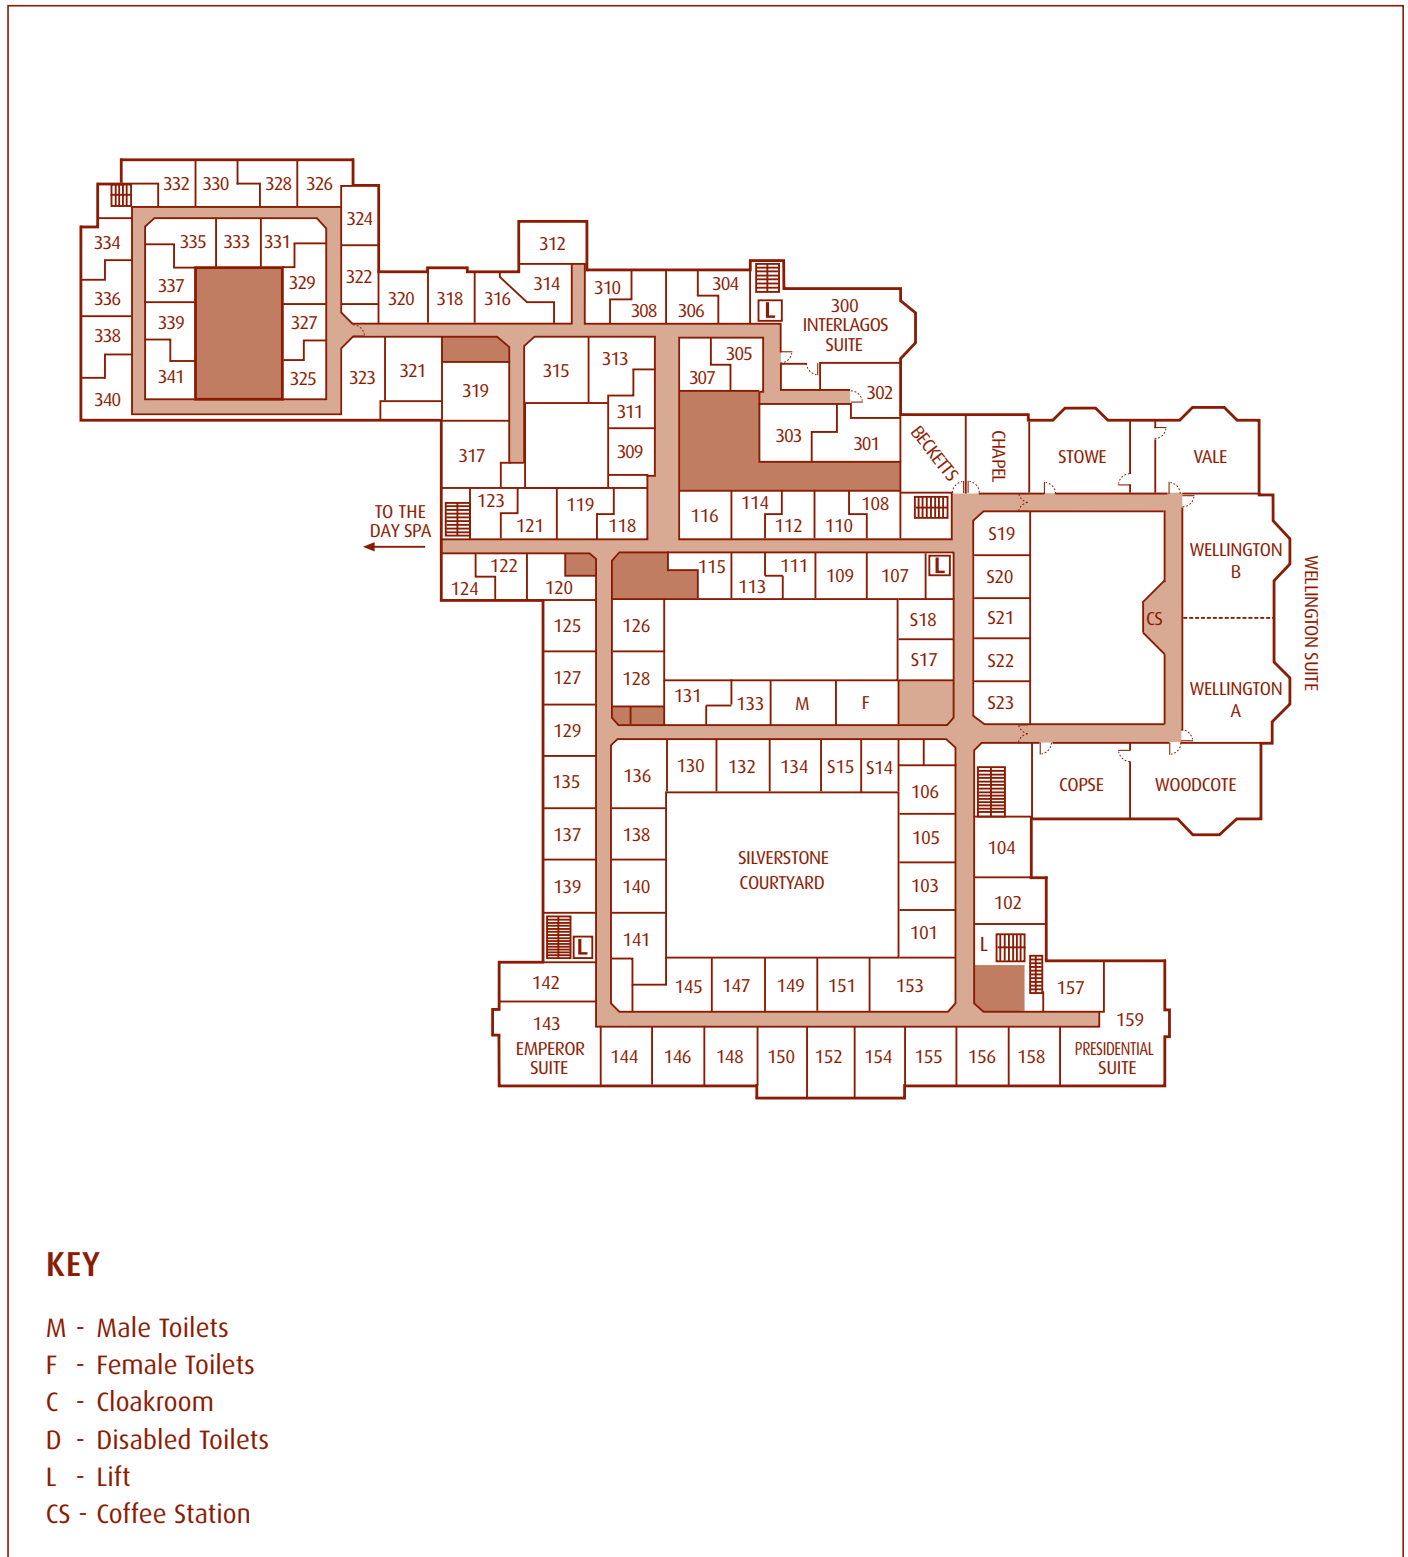 332 330 328 326
324
334 335 333 331
312
322
337 329
314
336
320 318 316
310 308 306 304
L
300
INTERLAGOS
SUITE
339 327
338
341 325
340
323 321 319
315 313
311
309
307 305
302
303 301
317
BECKETTS
CHAPEL
STOWE
VALE
123 121 119 118
116 114 112 110 108
TO THE
DAY SPA
S19
S20
S21
S22
S23
WELLINGTON
B
WELLINGTON SUITE
CS
WELLINGTON
A
124 122 120
115 113 111 109 107
L
125 126
S18
S17
127 128
131 133 M F
129
135 136
130 132 134 S15 S14
106
COPSE
WOODCOTE
137 138
105
104
SILVERSTONE
COURTYARD
139 140
103
102
141
101
L
L
142
145 147 149 151 153
157
143
EMPEROR
SUITE
159
PRESIDENTIAL
SUITE
144 146 148 150 152 154 155 156 158
KEY
M - Male Toilets
F - Female Toilets
C - Cloakroom
D - Disabled Toilets
L - Lift
CS - Coffee Station